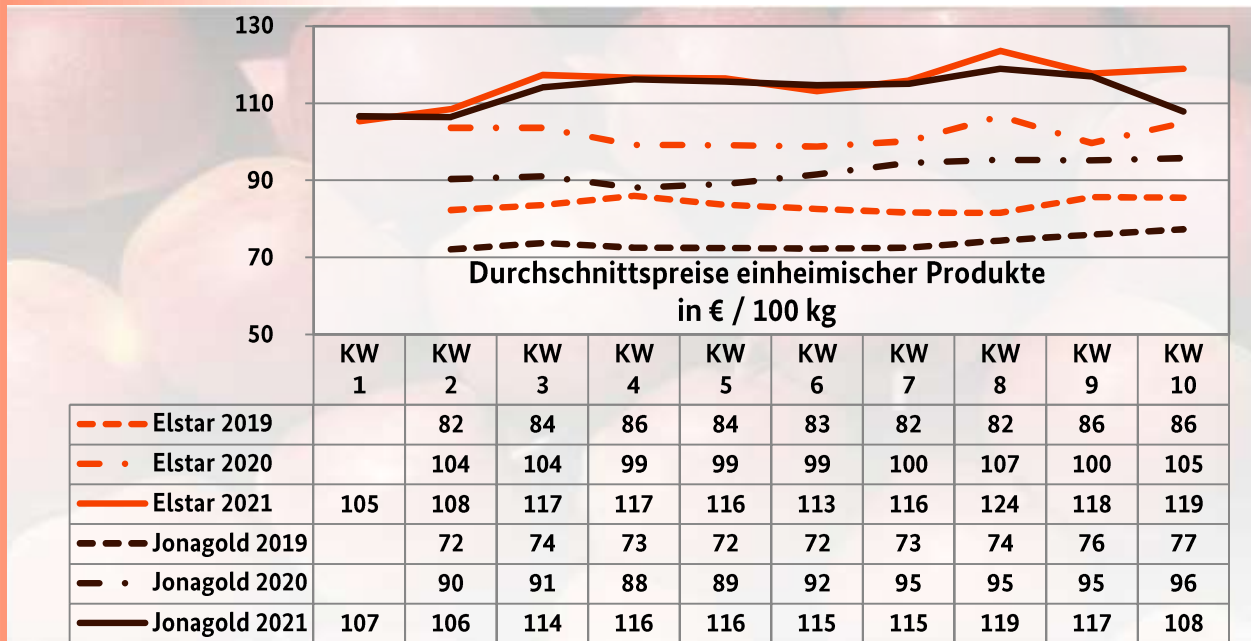 130
110
90
70
50
Durchschnittspreise einheimischer Produkte
in € / 100 kg
KW 1 KW 2 KW 3 KW 4 KW 5 KW 6 KW 7 KW 8 KW 9 KW 10
Elstar 2019 82 84 86 84 83 82 82 86 86
Elstar 2020 104 104 99 99 99 100 107 100 105
Elstar 2021 105 108 117 117 116 113 116 124 118 119
Jonagold 2019 72 74 73 72 72 73 74 76 77
Jonagold 2020 90 91 88 89 92 95 95 95 96
Jonagold 2021 107 106 114 116 116 115 115 119 117 108